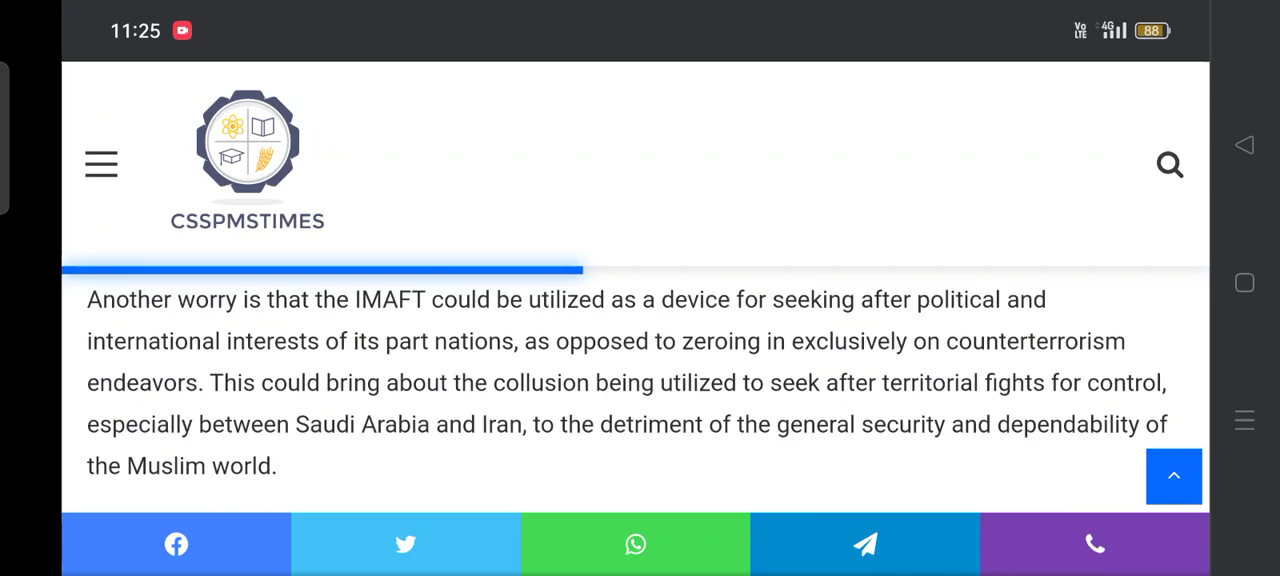 11:25
Vo LTE 4G 88
CSSPMSTIMES
Another worry is that the IMAFT could be utilized as a device for seeking after political and
international interests of its part nations, as opposed to zeroing in exclusively on counterterrorism
endeavors. This could bring about the collusion being utilized to seek after territorial fights for control,
especially between Saudi Arabia and Iran, to the detriment of the general security and dependability of
the Muslim world.